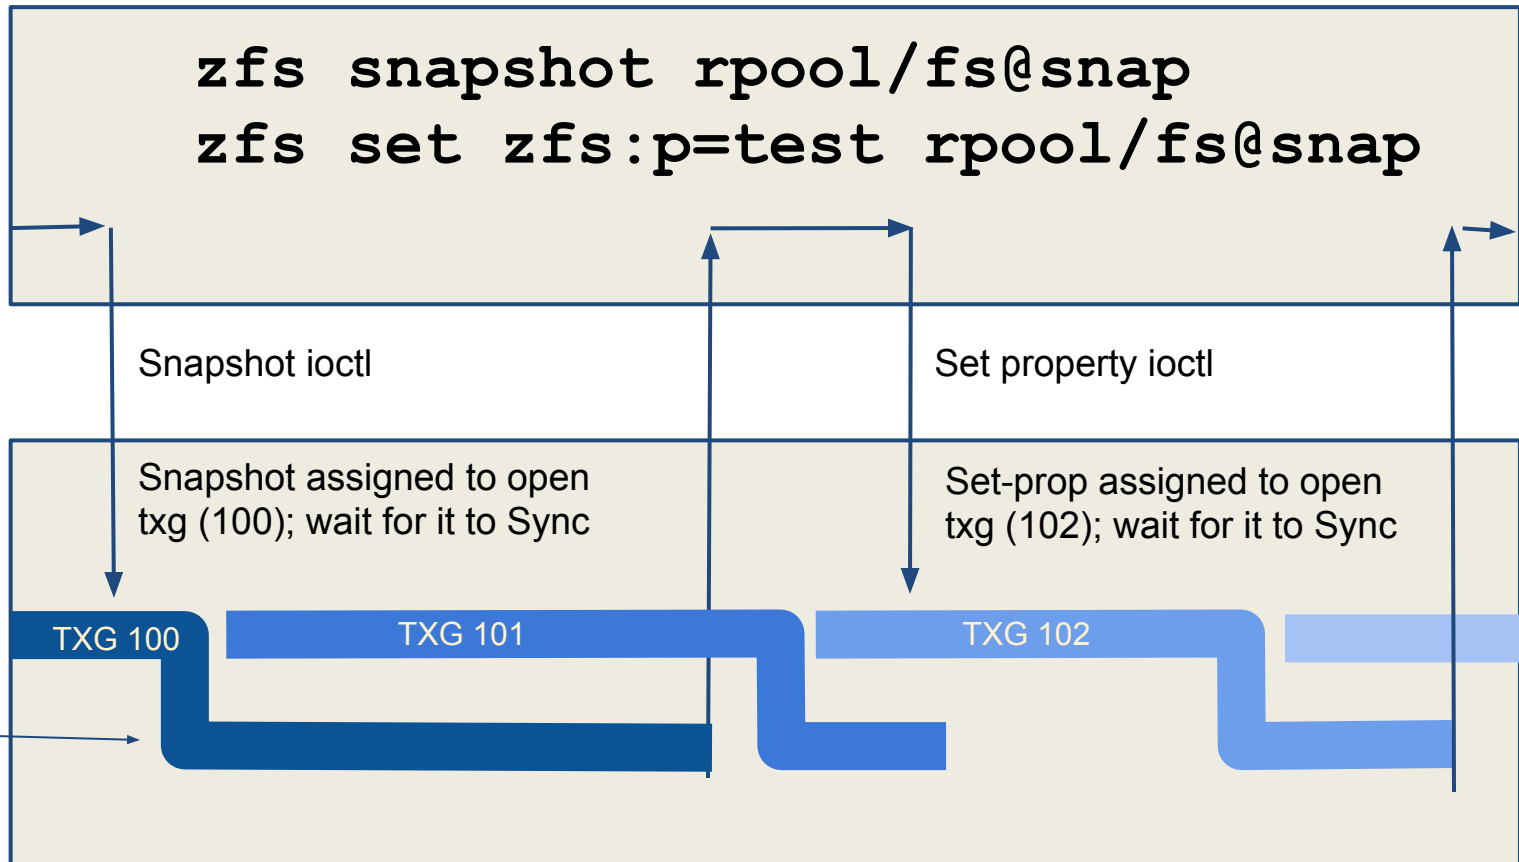 zfs snapshot rpool/fs@snap
zfs set zfs:p=test rpool/fs@snap
Snapshot ioctl
Set property ioctl
Snapshot assigned to open
txg (100); wait for it to Sync
Set-prop assigned to open
txg (102); wait for it to Sync
TXG 100
TXG 101
TXG 102